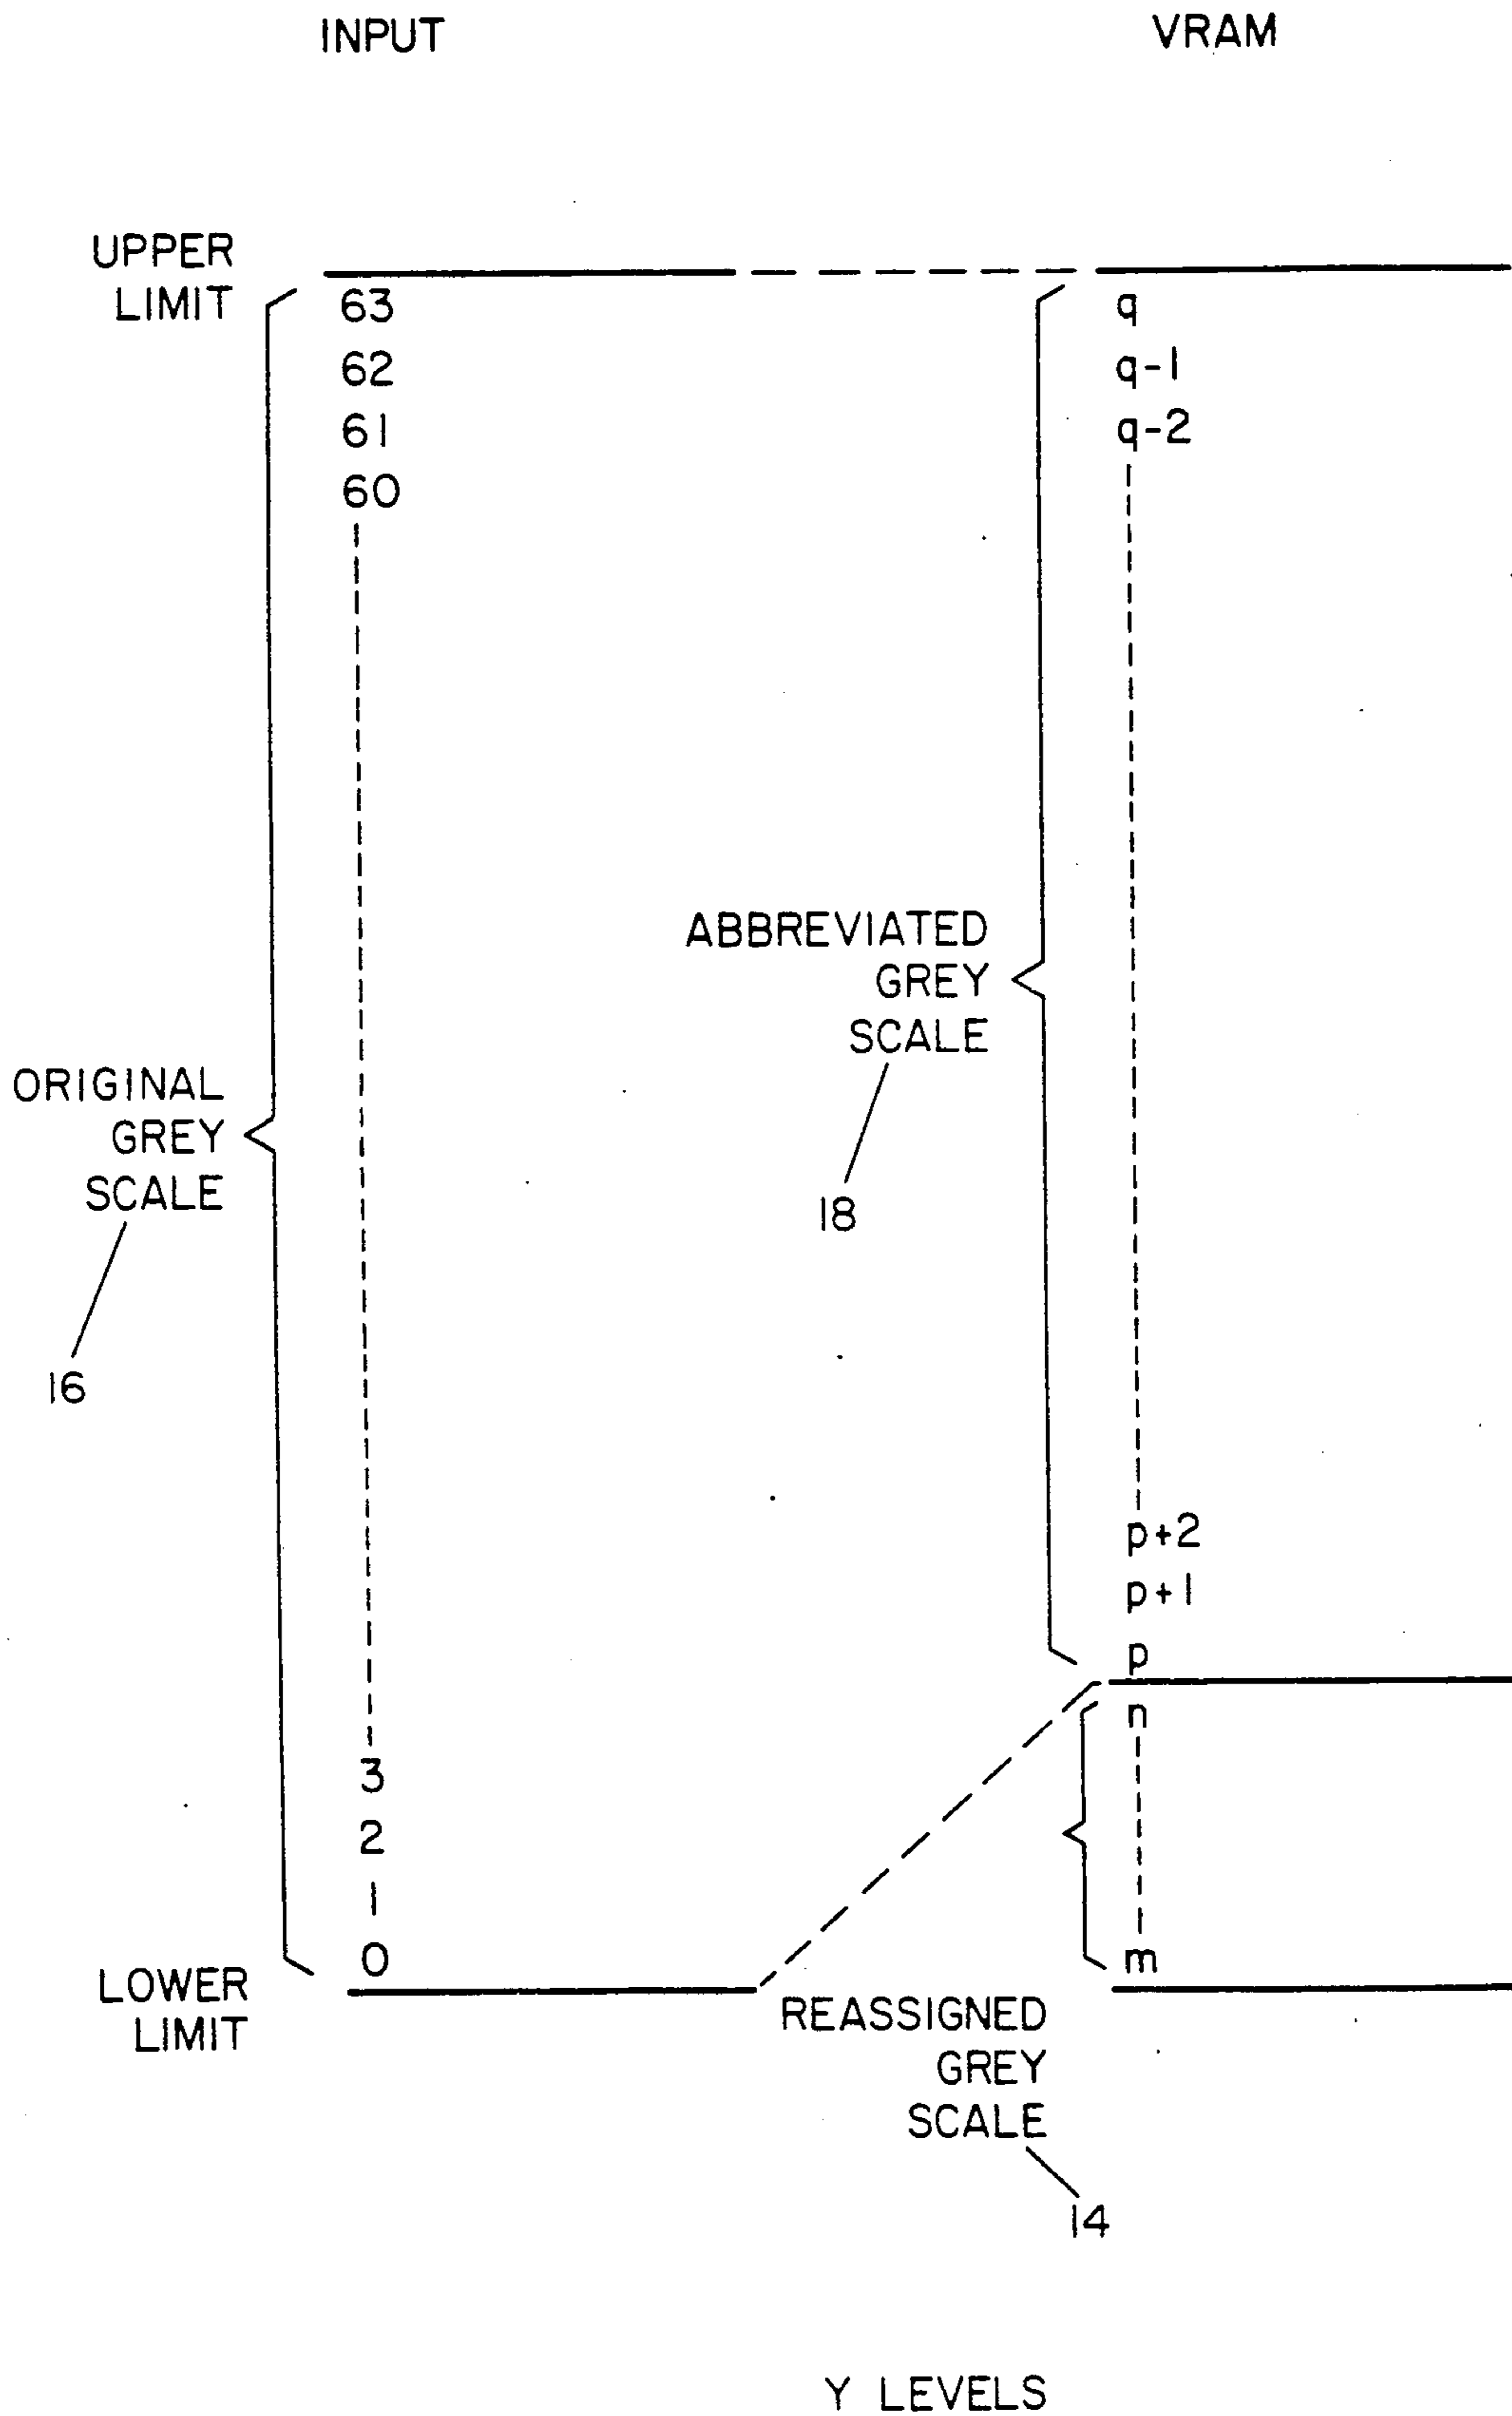 INPUT
VRAM
UPPER
LIMIT
63
62
61
60
3
2
1
0
LOWER
LIMIT
ORIGINAL
GREY
SCALE
16
q
q-1
q-2
p+2
p+1
p
n
m
ABBREVIATED
GREY
SCALE
18
REASSIGNED
GREY
SCALE
14
Y LEVELS